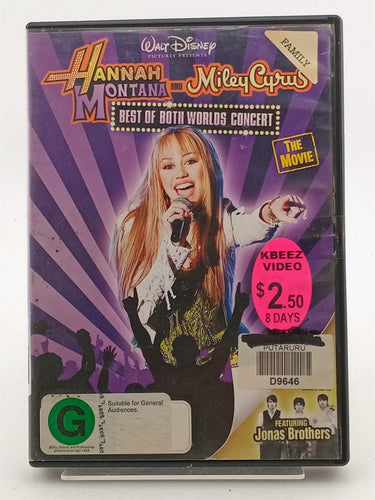 WALT DISNEY
PICTURES PRESENTS
FAMILY
HANNAH
MONTANA
AND
Miley Cyrus
BEST OF BOTH WORLDS CONCERT
THE
MOVIE
KBEEZ
VIDEO
$2.50
8 DAYS
PUTARURU
D9646
G
Suitable for General
Audiences.
FEATURING
Jonas Brothers